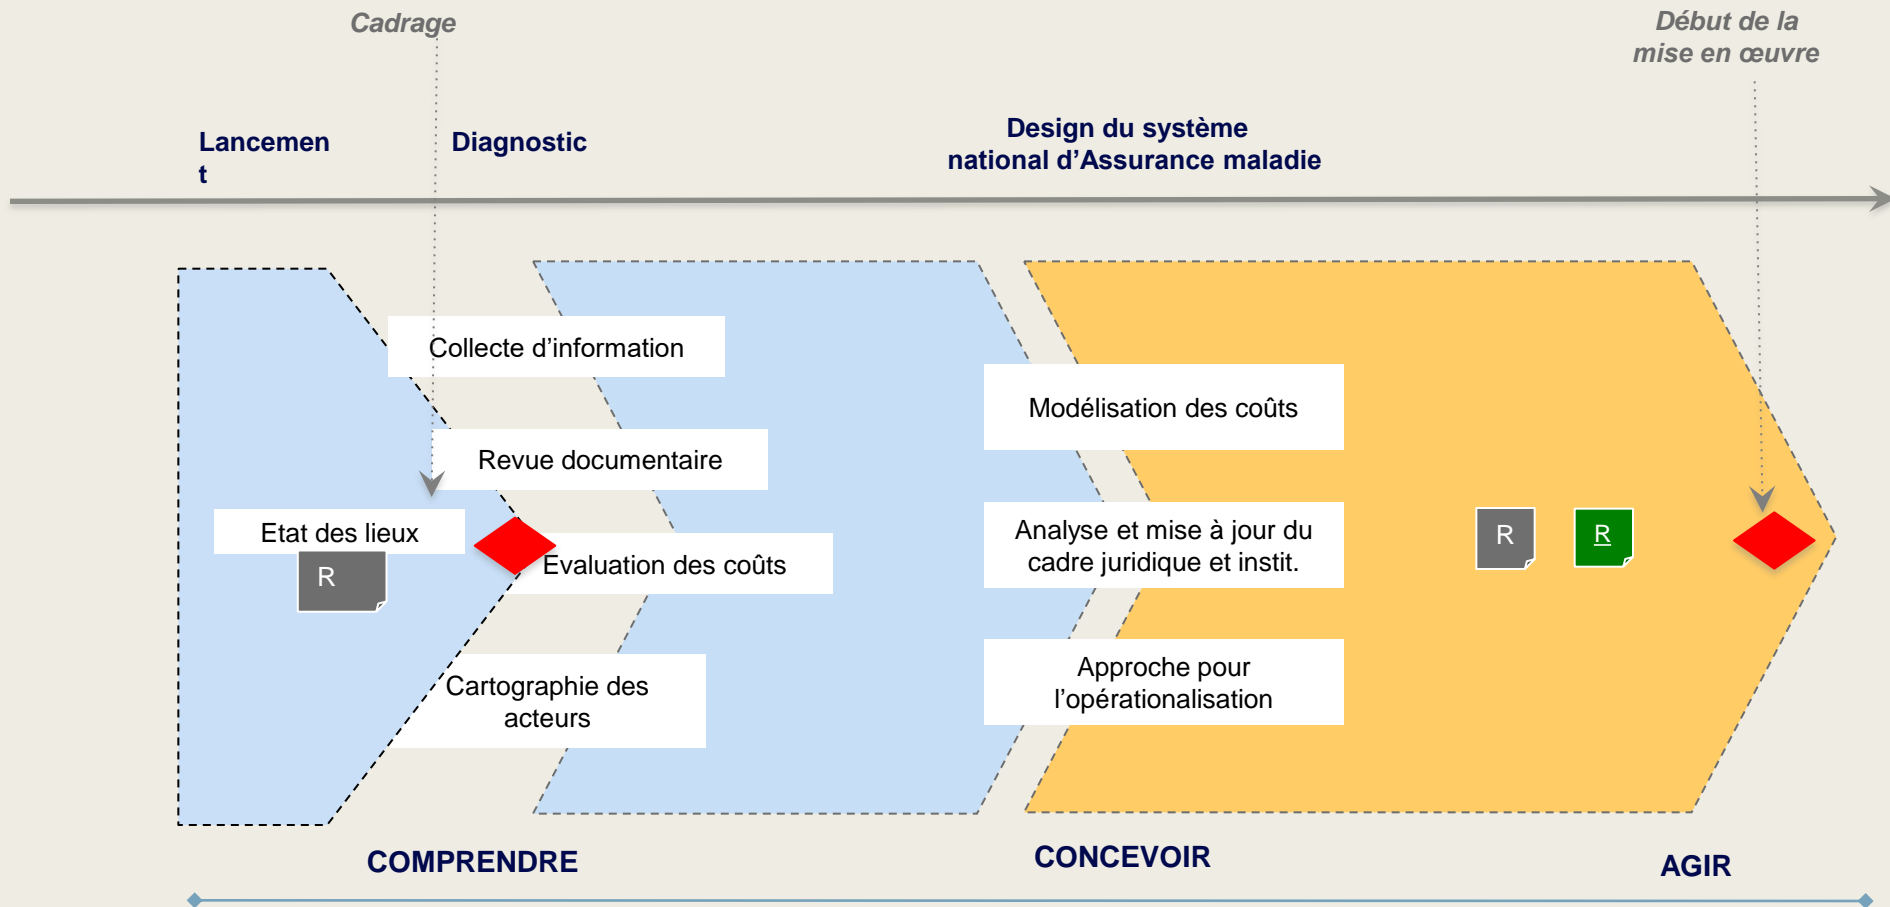 Cadrage
Début de la
mise en œuvre
Lancemen
t
Diagnostic
Design du système
national d’Assurance maladie
Collecte d’information
Revue documentaire
Etat des lieux
R
Evaluation des coûts
Cartographie des
acteurs
Modélisation des coûts
Analyse et mise à jour du
cadre juridique et instit.
Approche pour
l’opérationalisation
R
R
COMPRENDRE
CONCEVOIR
AGIR